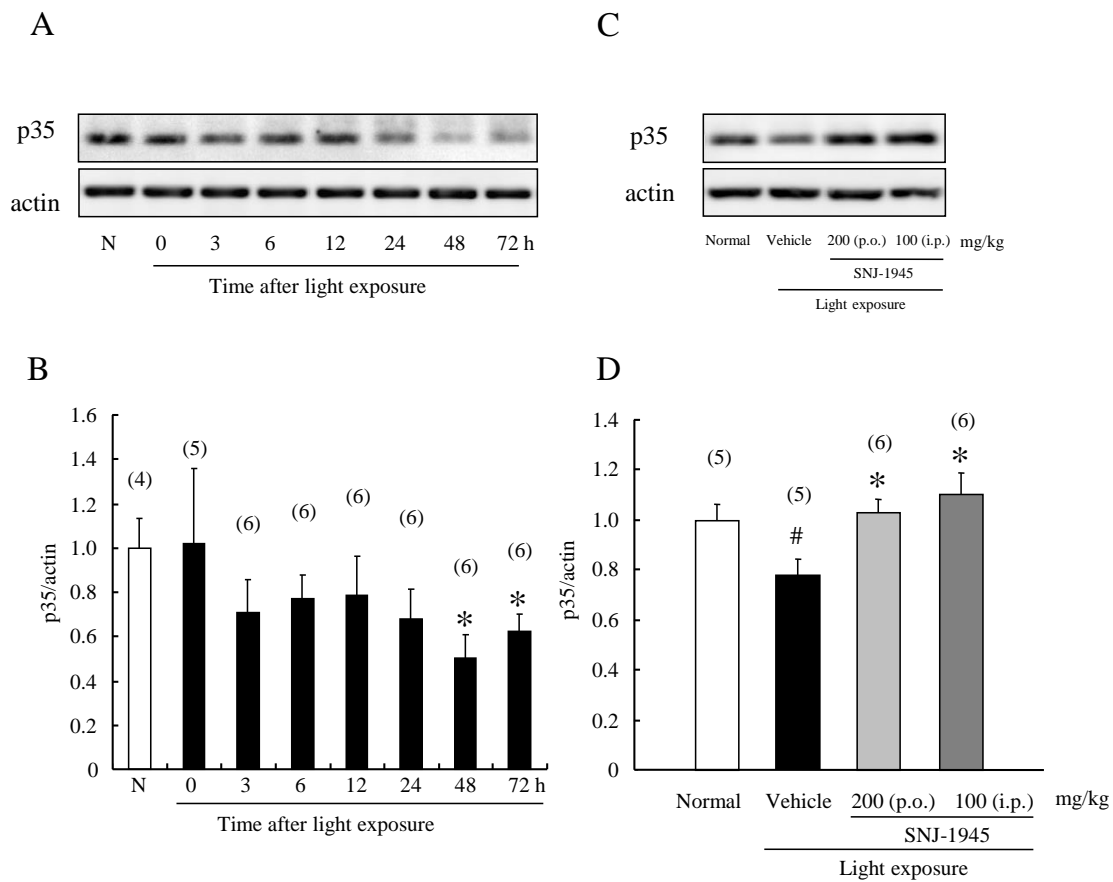 A
p35
actin
N 0 3 6 12 24 48 72 h
Time after light exposure
C
p35
actin
Normal Vehicle 200 (p.o.) 100 (i.p.) mg/kg
SNJ-1945
Light exposure
B
p35/actin
1.6
1.4
1.2
1.0
0.8
0.6
0.4
0.2
0
(4) (5) (6) (6) (6) (6) (6) (6)
* *
N 0 3 6 12 24 48 72 h
Time after light exposure
D
p35/actin
1.4
1.2
1.0
0.8
0.6
0.4
0.2
0
(5) (5) (6) (6)
# * *
Normal Vehicle 200 (p.o.) 100 (i.p.) mg/kg
SNJ-1945
Light exposure